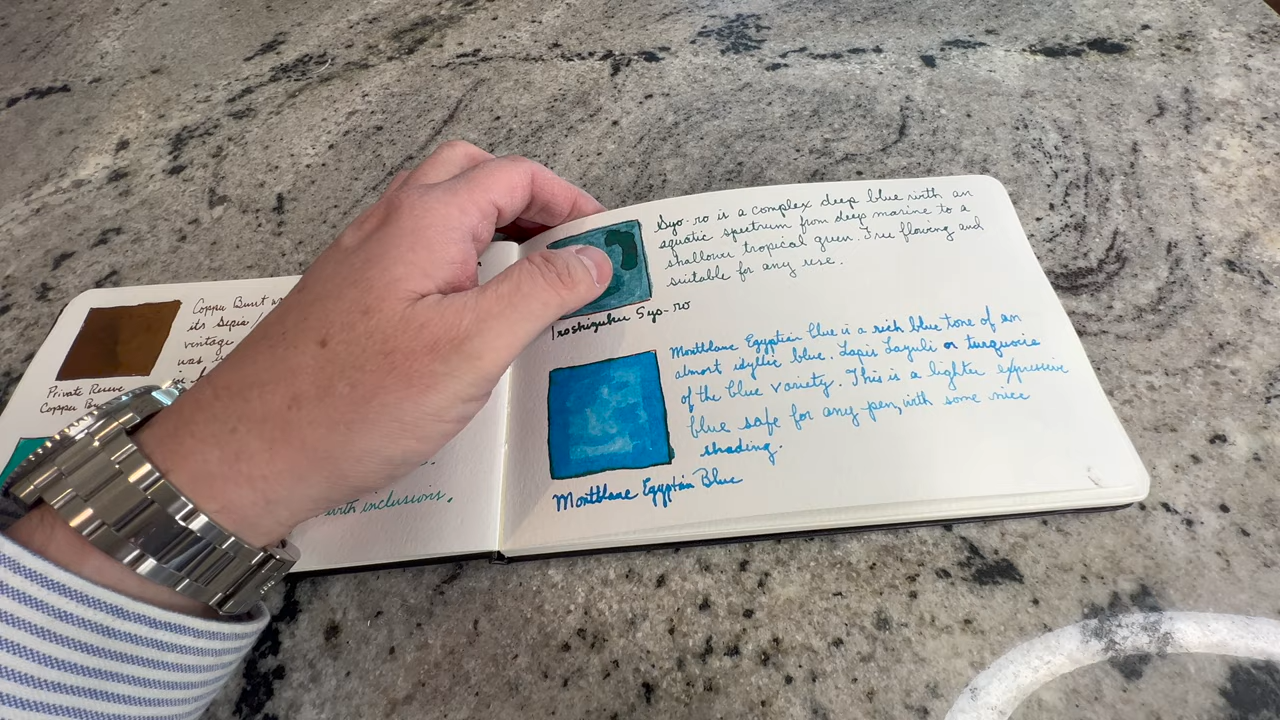 Copper Burst
its Sepia/
vintage
was
Private Reserve
Copper Bu
with inclusions.
Syo-ro is a complex deep blue with an
aquatic spectrum from deep marine to a
shallower tropical green. Free flowing and
suitable for any use.
Iroshizuku Syo-ro
Montblanc Egyptian Blue is a rich blue tone of an
almost idyllic blue. Lapis Lazuli or turquoise
of the blue variety. This is a lighter expressive
blue safe for any pen, with some nice
shading.
Montblanc Egyptian Blue